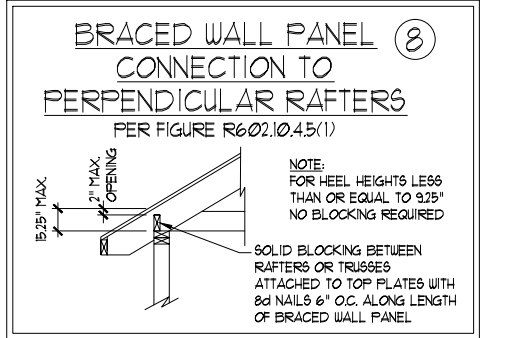 BRACED WALL PANEL
8
CONNECTION TO
PERPENDICULAR RAFTERS
PER FIGURE R602.10.4.5(1)
15.25" MAX.
2" MAX.
OPENING
NOTE:
FOR HEEL HEIGHTS LESS
THAN OR EQUAL TO 9.25"
NO BLOCKING REQUIRED
SOLID BLOCKING BETWEEN
RAFTERS OR TRUSSES
ATTACHED TO TOP PLATES WITH
8d NAILS 6" O.C. ALONG LENGTH
OF BRACED WALL PANEL